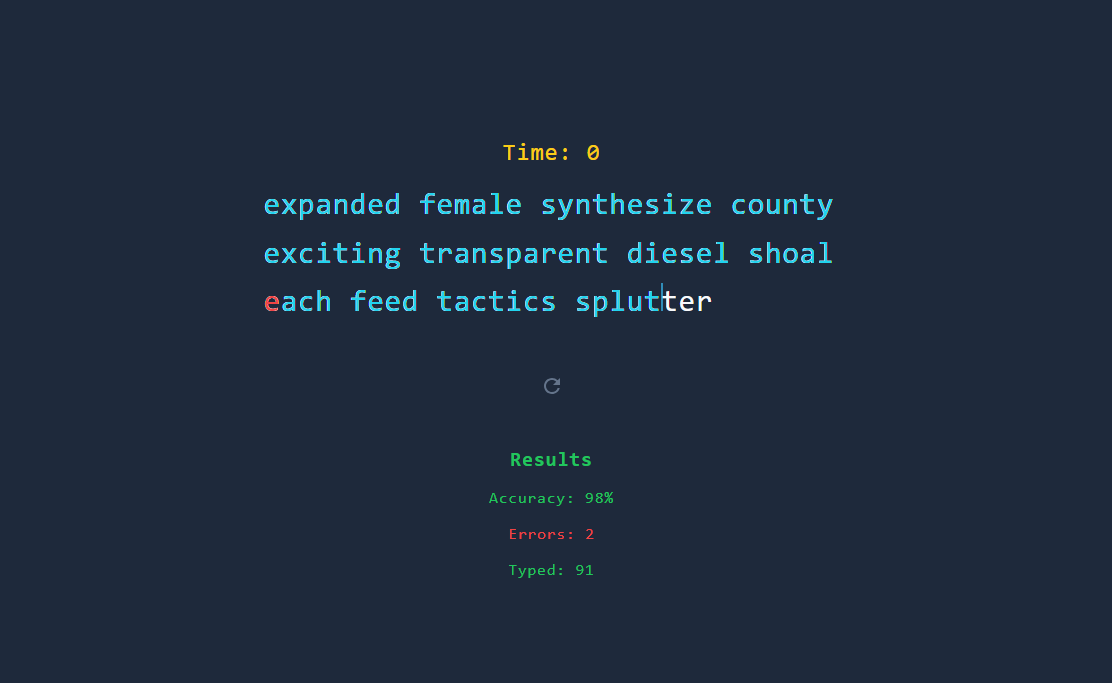 Time: 0
expanded female synthesize county
exciting transparent diesel shoal
each feed tactics splutter
Results
Accuracy: 98%
Errors: 2
Typed: 91